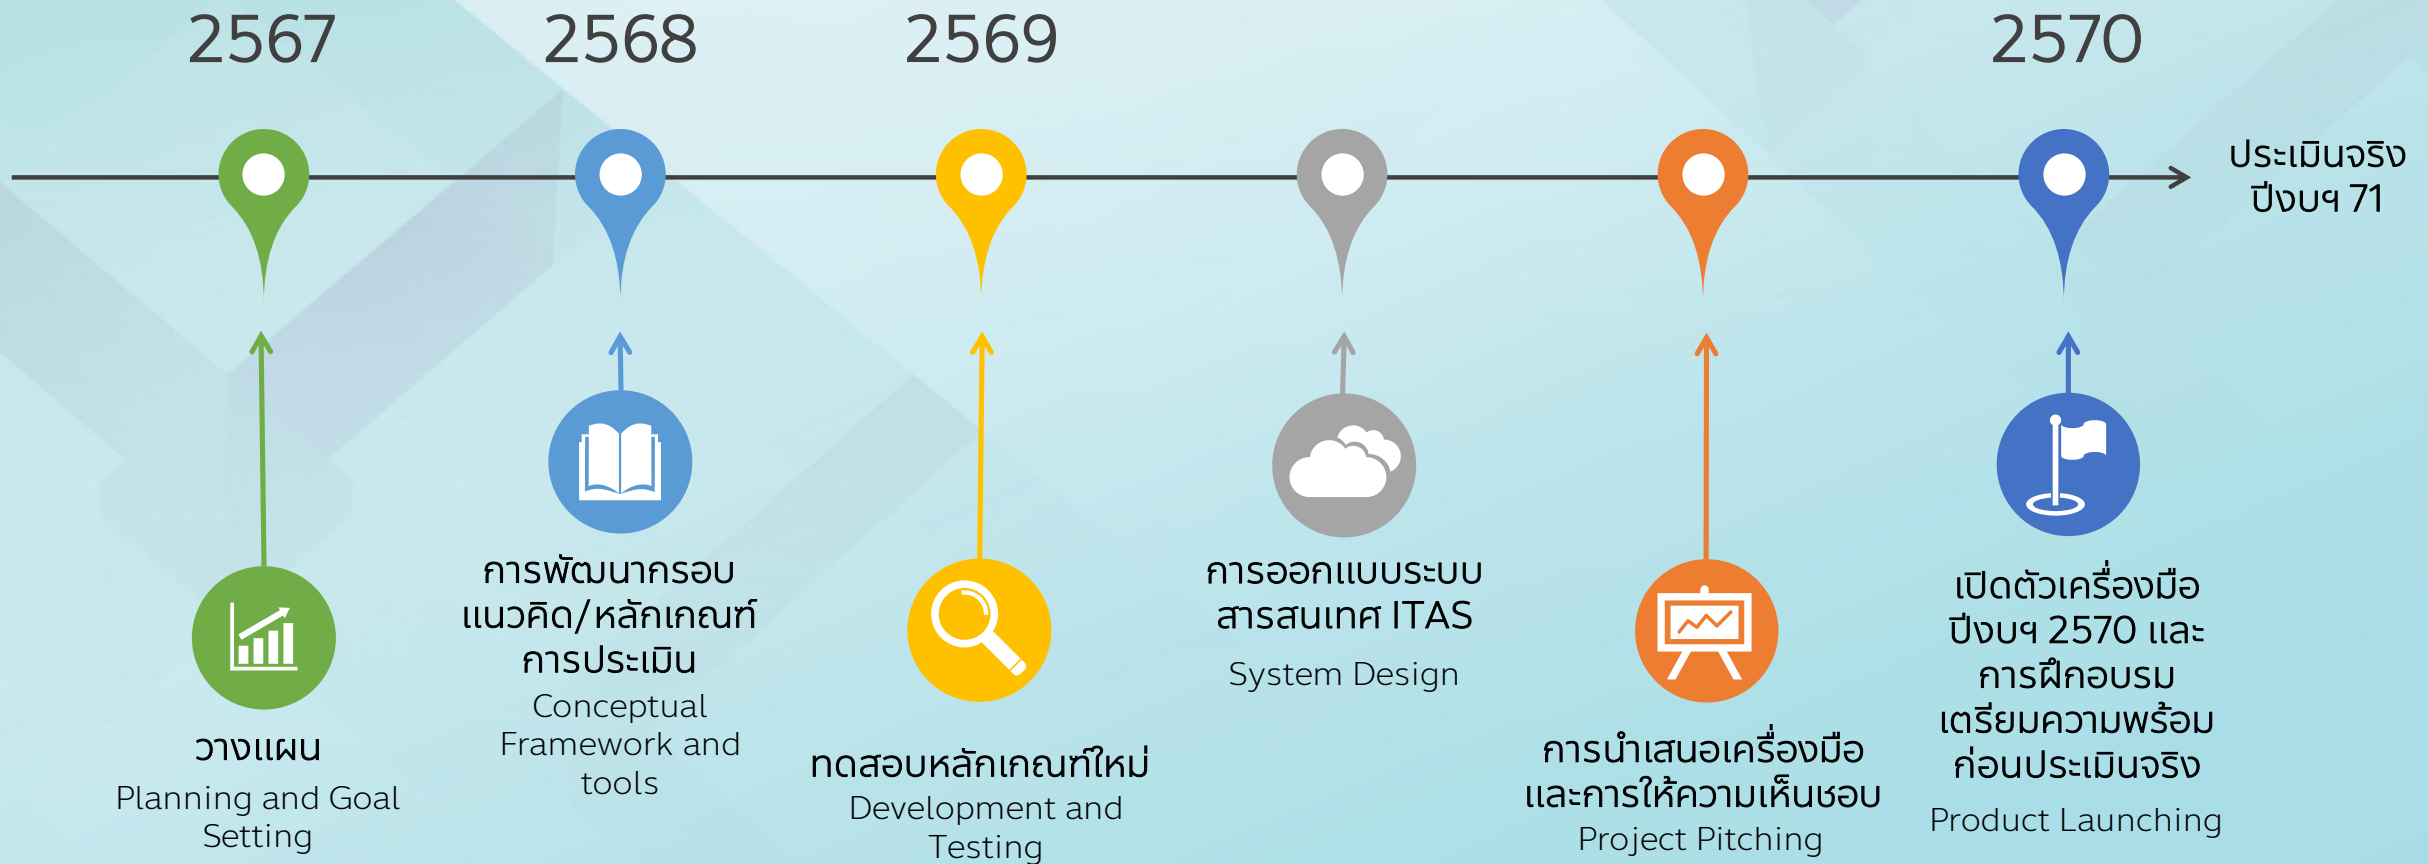 2567
2568
2569
2570
ประเมินจริง
ปีงบฯ 71
วางแผน
Planning and Goal
Setting
การพัฒนากรอบ
แนวคิด/หลักเกณฑ์
การประเมิน
Conceptual
Framework and
tools
ทดสอบหลักเกณฑ์ใหม่
Development and
Testing
การออกแบบระบบ
สารสนเทศ ITAS
System Design
การนำเสนอเครื่องมือ
และการให้ความเห็นชอบ
Project Pitching
เปิดตัวเครื่องมือ
ปีงบฯ 2570 และ
การฝึกอบรม
เตรียมความพร้อม
ก่อนประเมินจริง
Product Launching